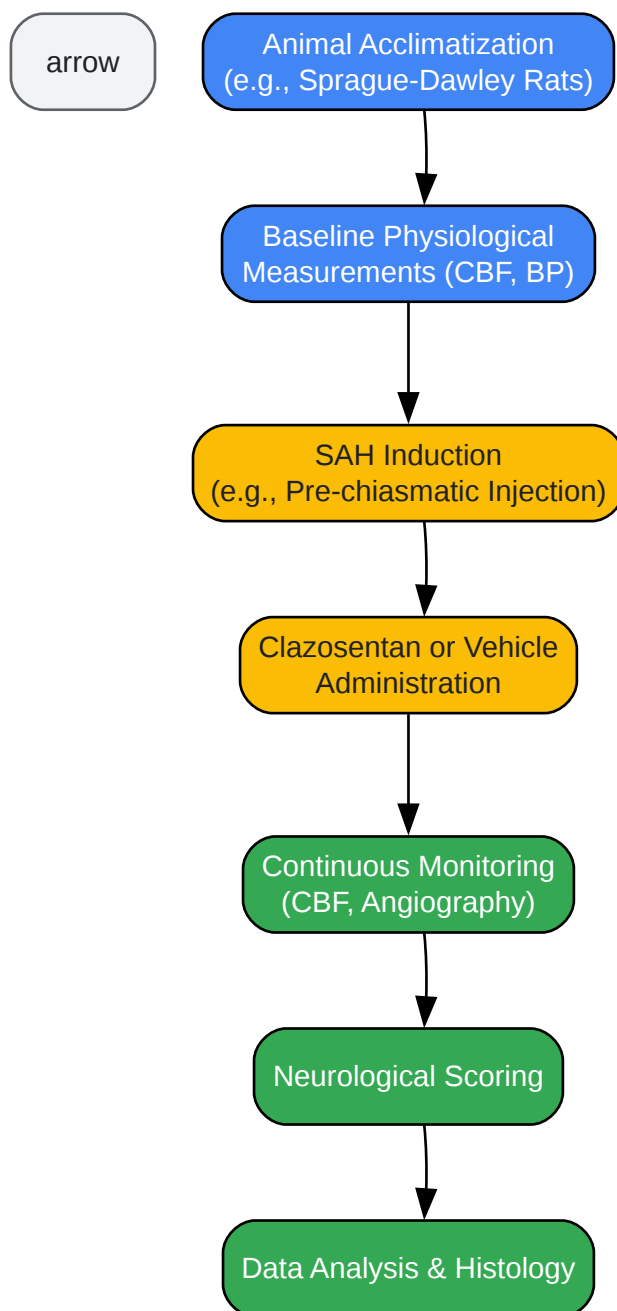 arrow
Animal Acclimatization
(e.g., Sprague-Dawley Rats)
Baseline Physiological
Measurements (CBF, BP)
SAH Induction
(e.g., Pre-chiasmatic Injection)
Clazosentan or Vehicle
Administration
Continuous Monitoring
(CBF, Angiography)
Neurological Scoring
Data Analysis & Histology